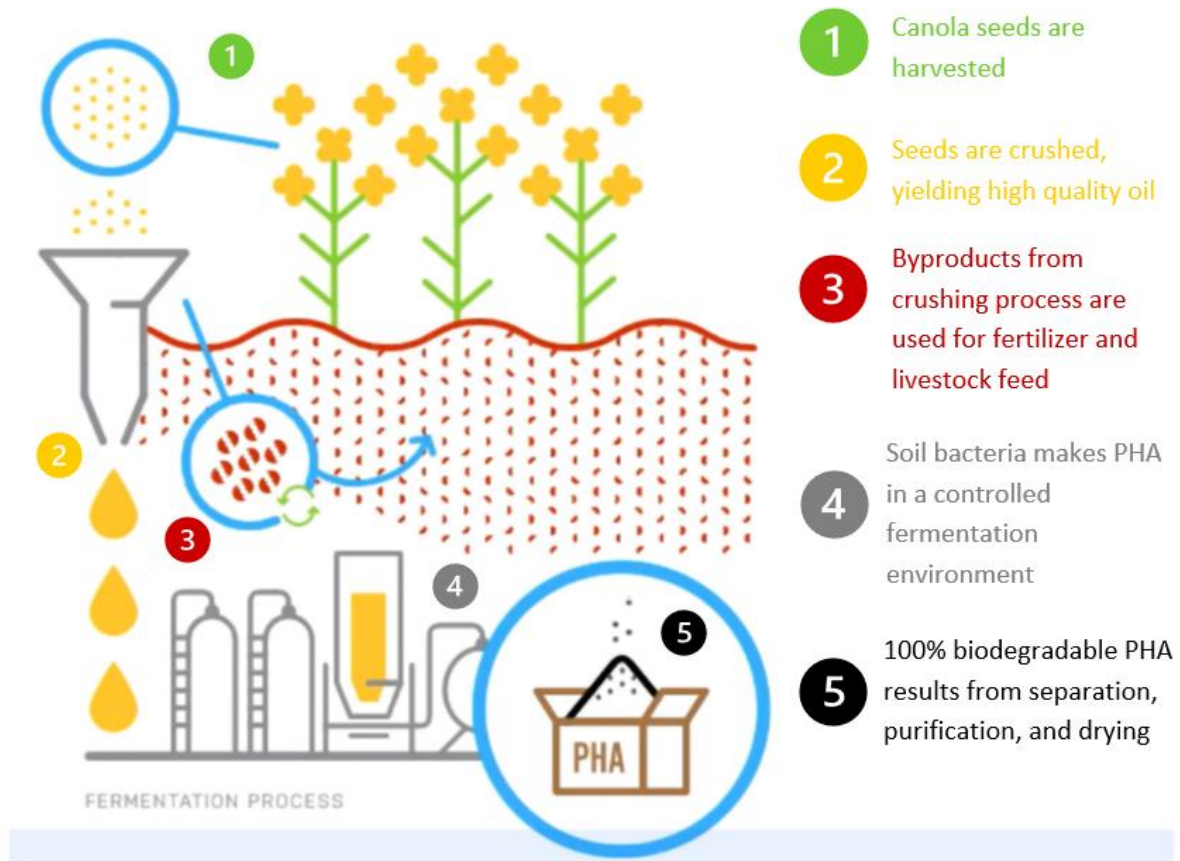 1
Canola seeds are
harvested
2
Seeds are crushed,
yielding high quality oil
3
Byproducts from
crushing process are
used for fertilizer and
livestock feed
4
Soil bacteria makes PHA
in a controlled
fermentation
environment
5
100% biodegradable PHA
results from separation,
purification, and drying
1
2
3
4
5
PHA
FERMENTATION PROCESS